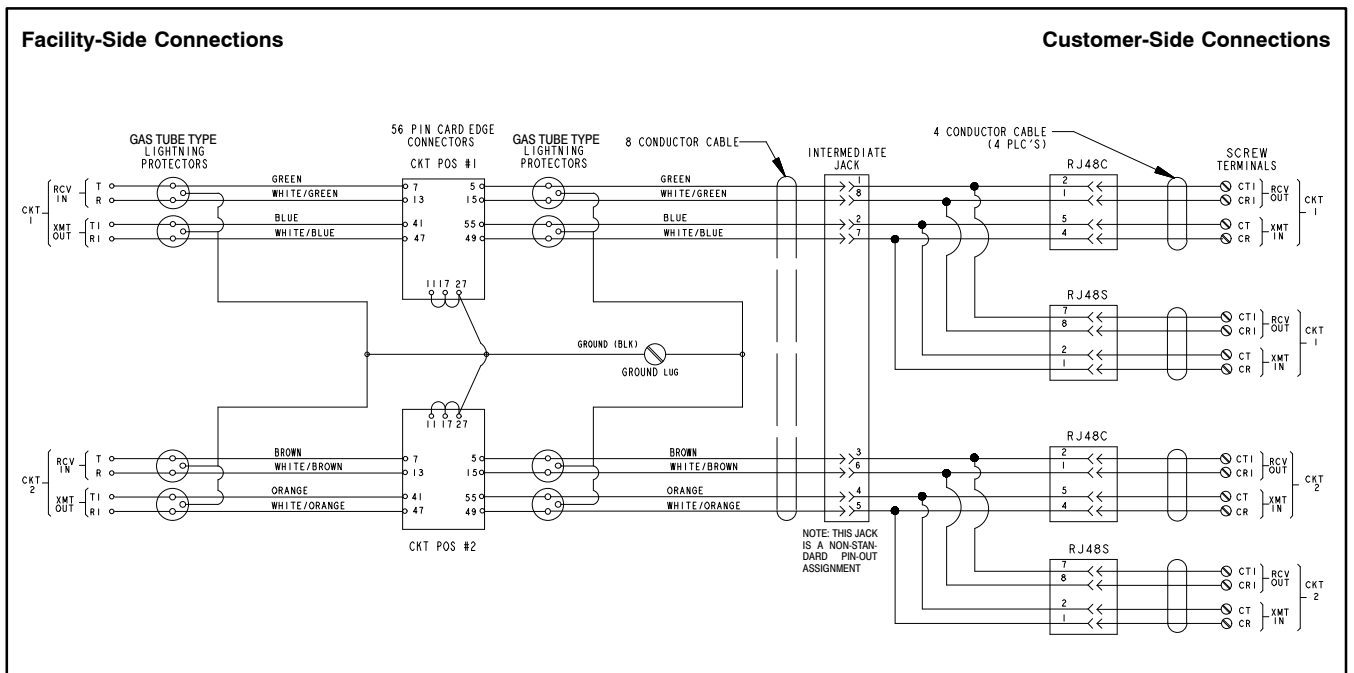 Facility-Side Connections
Customer-Side Connections
GAS TUBE TYPE
LIGHTNING
PROTECTORS
56 PIN CARD EDGE
CONNECTORS
CKT POS #1
GAS TUBE TYPE
LIGHTNING
PROTECTORS
8 CONDUCTOR CABLE
INTERMEDIATE
JACK
4 CONDUCTOR CABLE
(4 PLC'S)
RJ48C
SCREW
TERMINALS
CKT
1
RCV
IN
T
R
XMT
OUT
T1
R1
GREEN
WHITE/GREEN
BLUE
WHITE/BLUE
7
13
41
47
5
15
55
49
11 17 27
GREEN
WHITE/GREEN
BLUE
WHITE/BLUE
1
8
2
7
2
1
5
4
CT1
CR1
CT
CR
RCV
OUT
XMT
IN
CKT
1
RJ48S
7
8
2
1
CT1
CR1
CT
CR
RCV
OUT
XMT
IN
CKT
1
GROUND (BLK)
GROUND LUG
11 17 27
CKT
2
RCV
IN
T
R
XMT
OUT
T1
R1
BROWN
WHITE/BROWN
ORANGE
WHITE/ORANGE
7
13
41
47
5
15
55
49
CKT POS #2
BROWN
WHITE/BROWN
ORANGE
WHITE/ORANGE
3
6
4
5
NOTE: THIS JACK
IS A NON-STAN-
DARD PIN-OUT
ASSIGNMENT
RJ48C
2
1
5
4
CT1
CR1
CT
CR
RCV
OUT
XMT
IN
CKT
2
RJ48S
7
8
2
1
CT1
CR1
CT
CR
RCV
OUT
XMT
IN
CKT
2